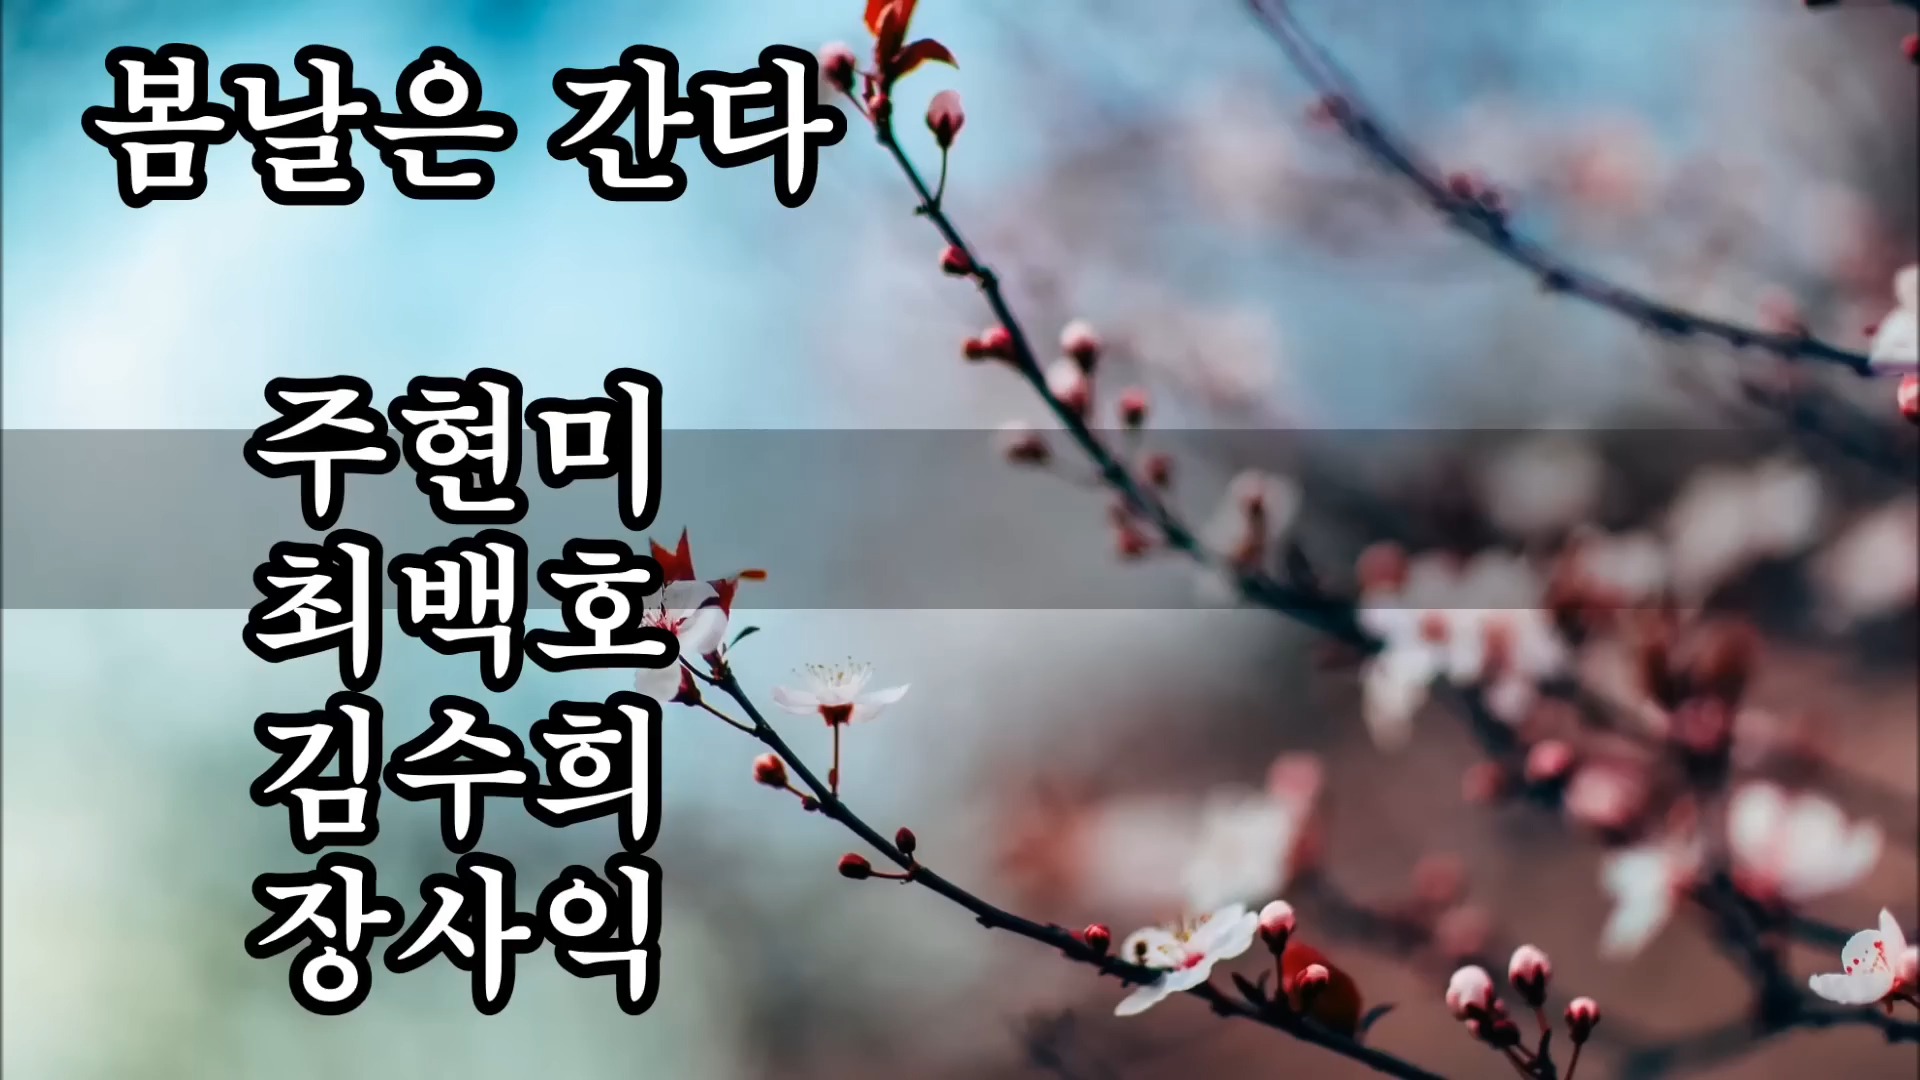 봄날은 간다
주현미
최백호
김수희
장사익